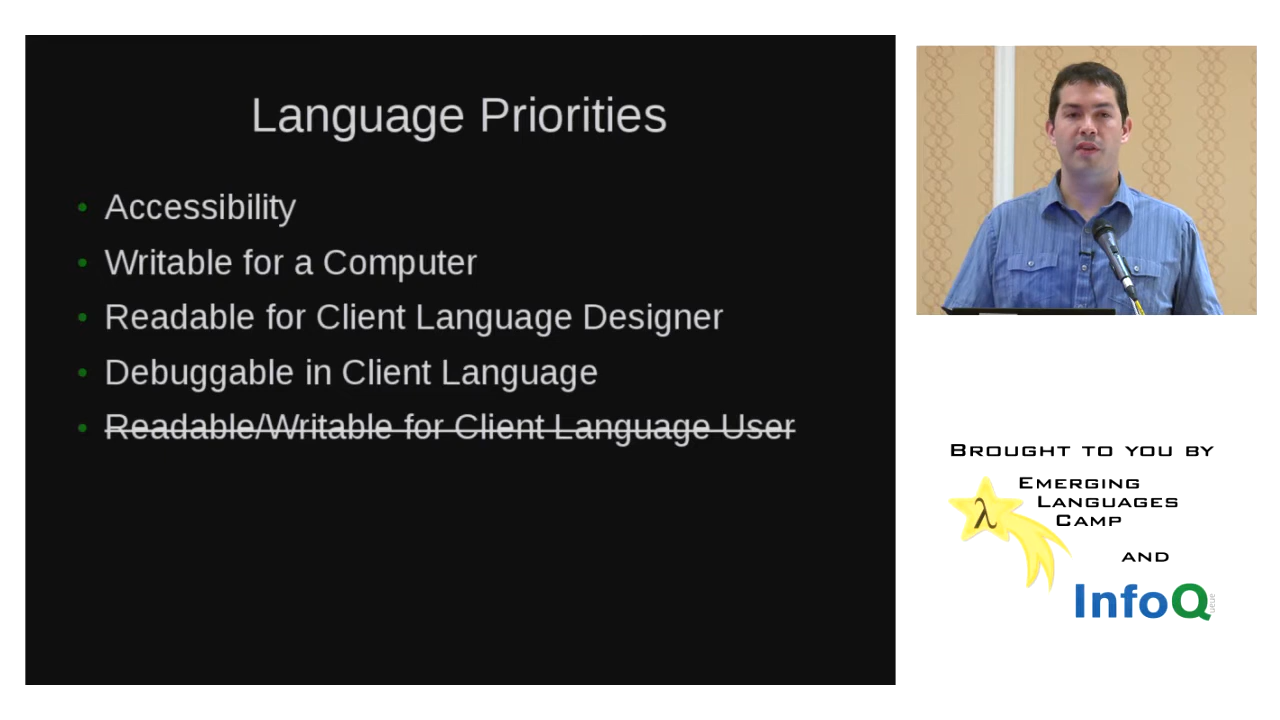 Language Priorities
• Accessibility
• Writable for a Computer
• Readable for Client Language Designer
• Debuggable in Client Language
• Readable/Writable for Client Language User
BROUGHT TO YOU BY
EMERGING
LANGUAGES
CAMP
λ
AND
InfoQ
ueue